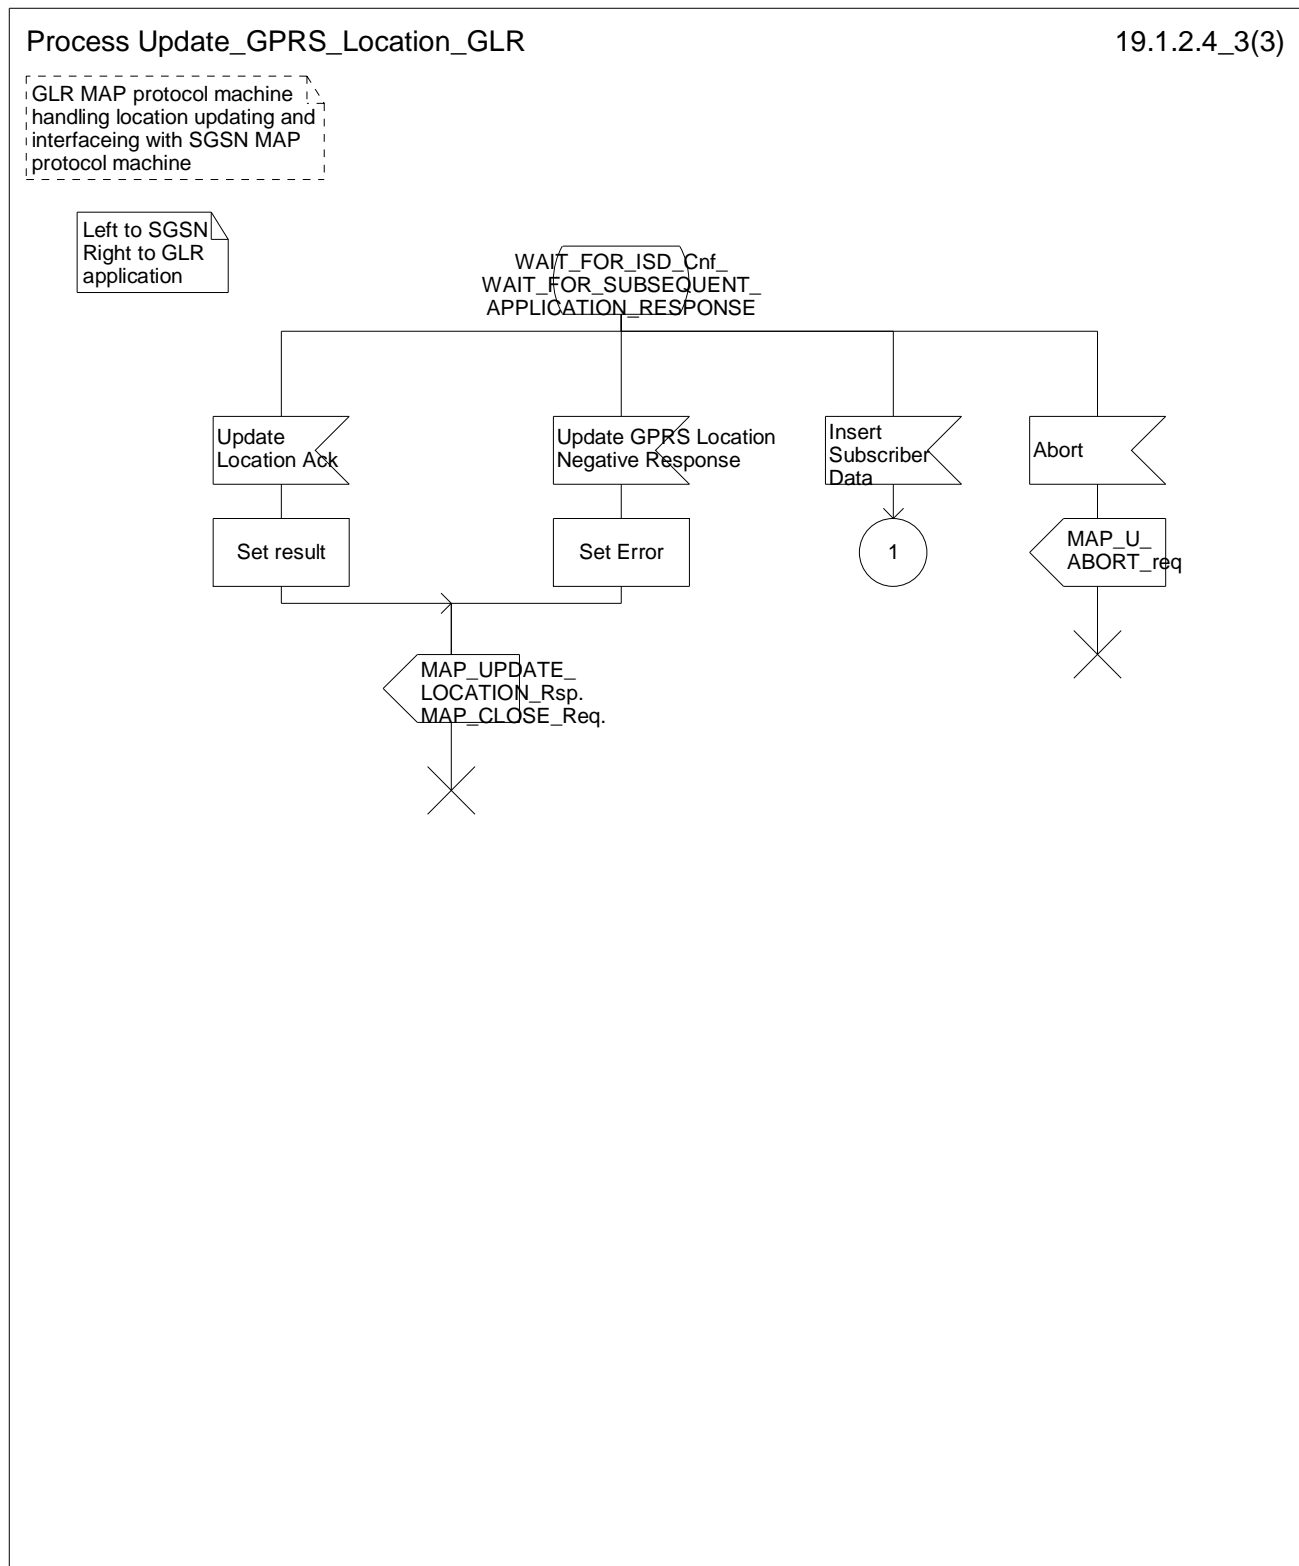 Process Update_GPRS_Location_GLR
19.1.2.4_3(3)
GLR MAP protocol machine
handling location updating and
interfaceing with SGSN MAP
protocol machine
Left to SGSN
Right to GLR
application
WAIT_FOR_ISD_Cnf_
WAIT_FOR_SUBSEQUENT_
APPLICATION_RESPONSE
Update
Location Ack
Update GPRS Location
Negative Response
Insert
Subscriber
Data
Abort
Set result
Set Error
1
MAP_U_
ABORT_req
MAP_UPDATE_
LOCATION_Rsp.
MAP_CLOSE_Req.